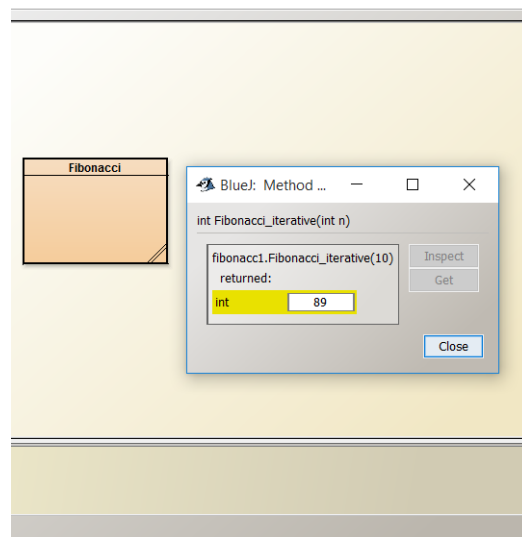 Fibonacci
BlueJ: Method ...
int Fibonacci_iterative(int n)
fibonacc1.Fibonacci_iterative(10)
returned:
int 89
Inspect
Get
Close